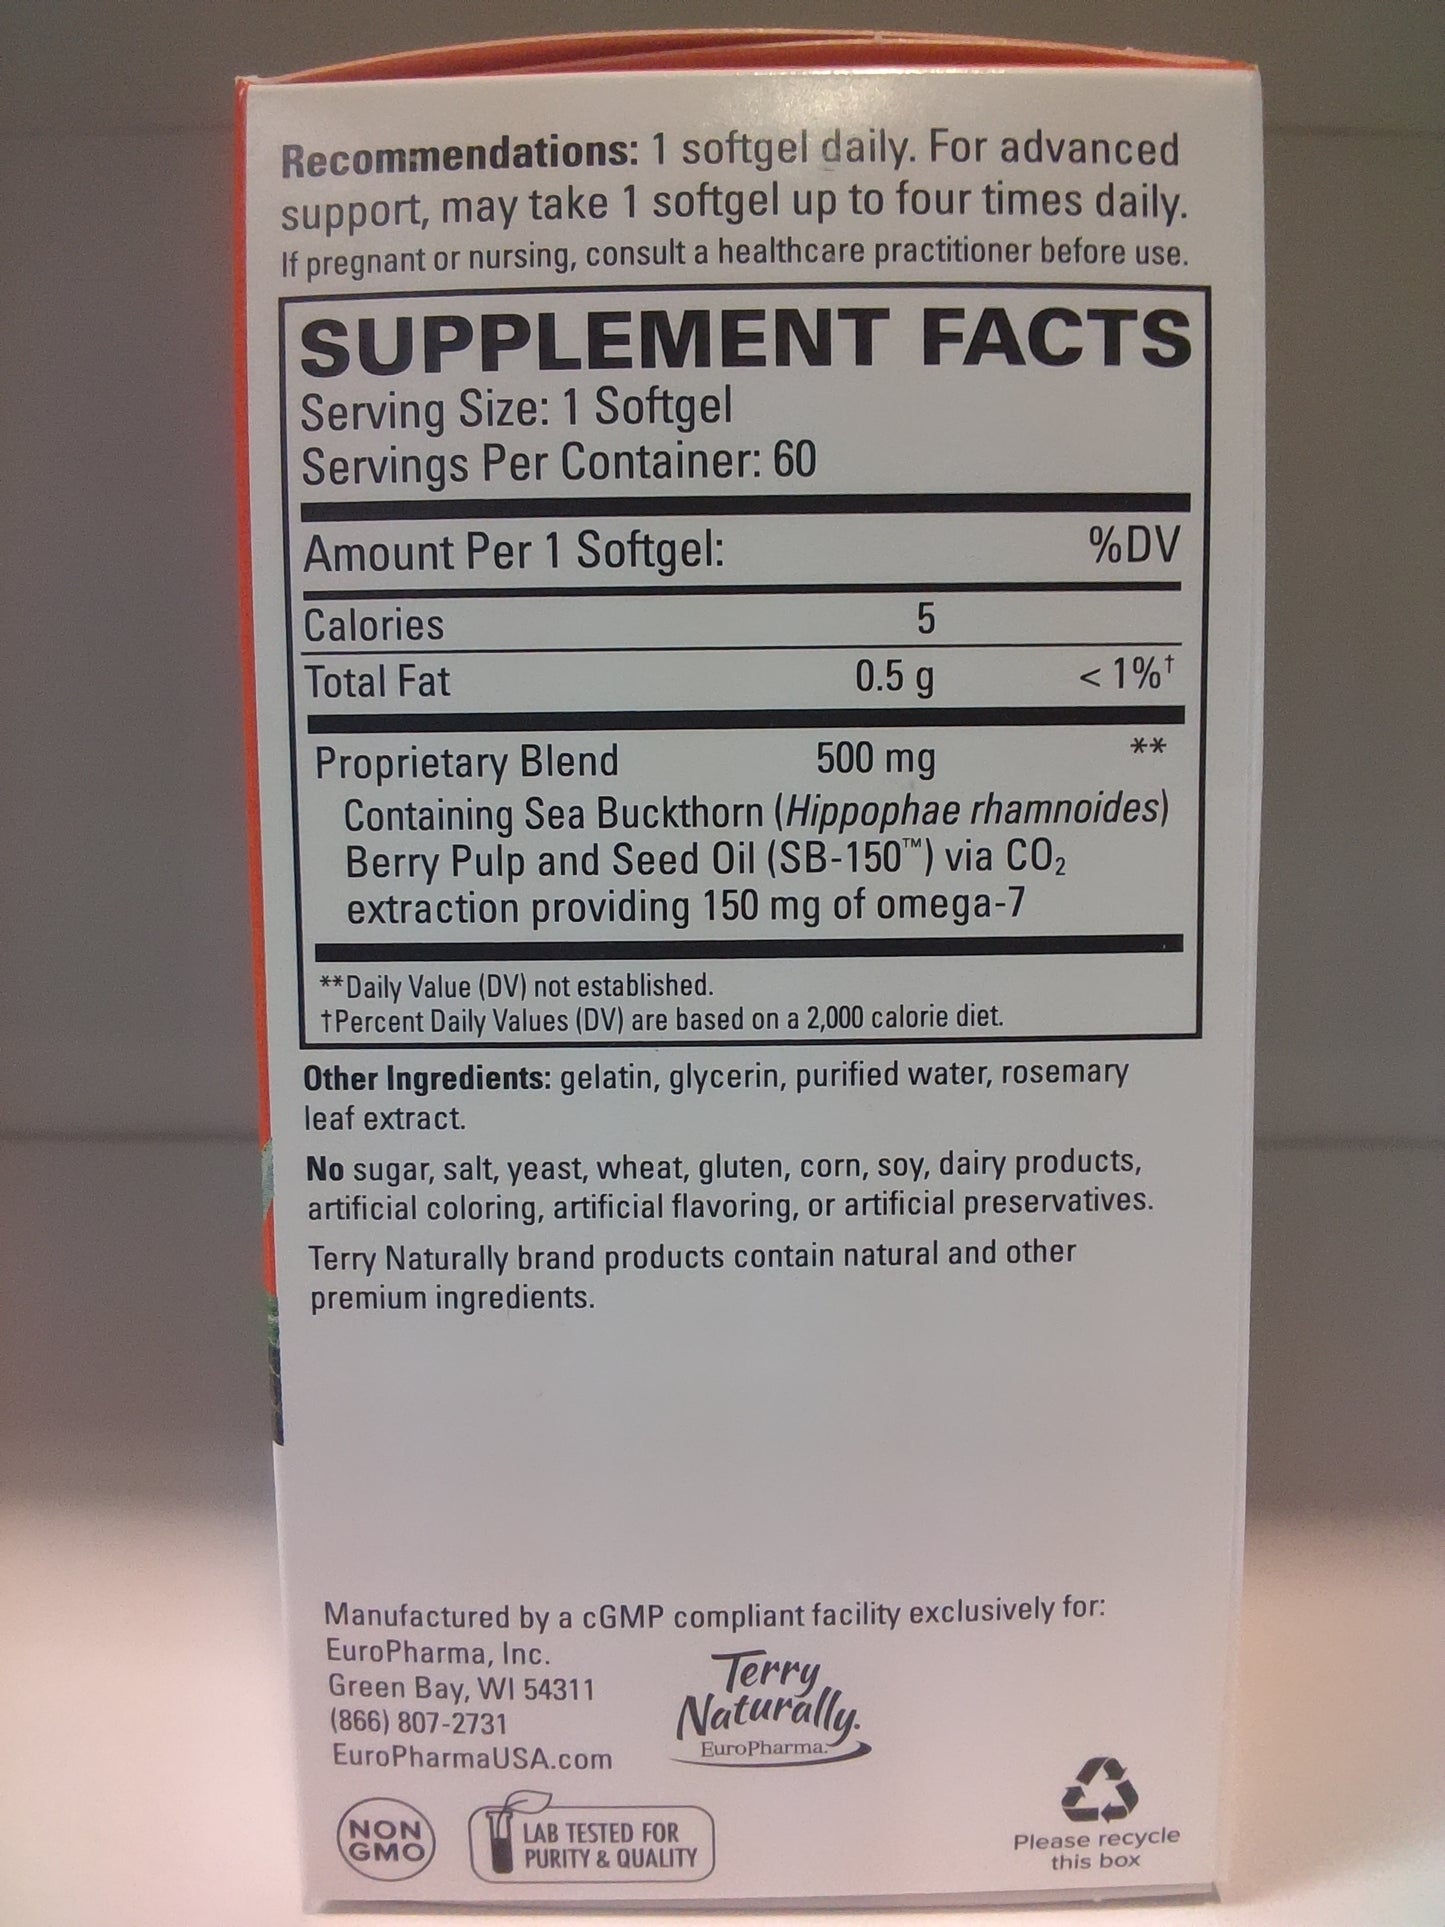 Recommendations: 1 softgel daily. For advanced
support, may take 1 softgel up to four times daily.
If pregnant or nursing, consult a healthcare practitioner before use.
SUPPLEMENT FACTS
Serving Size: 1 Softgel
Servings Per Container: 60
Amount Per 1 Softgel: %DV
Calories 5
Total Fat 0.5 g < 1%†
Proprietary Blend 500 mg **
Containing Sea Buckthorn (Hippophae rhamnoides)
Berry Pulp and Seed Oil (SB-150™) via CO₂
extraction providing 150 mg of omega-7
**Daily Value (DV) not established.
†Percent Daily Values (DV) are based on a 2,000 calorie diet.
Other Ingredients: gelatin, glycerin, purified water, rosemary
leaf extract.
No sugar, salt, yeast, wheat, gluten, corn, soy, dairy products,
artificial coloring, artificial flavoring, or artificial preservatives.
Terry Naturally brand products contain natural and other
premium ingredients.
Manufactured by a cGMP compliant facility exclusively for:
EuroPharma, Inc.
Green Bay, WI 54311
(866) 807-2731
EuroPharmaUSA.com
Terry
Naturally.
EuroPharma.
NON
GMO
LAB TESTED FOR
PURITY & QUALITY
Please recycle
this box